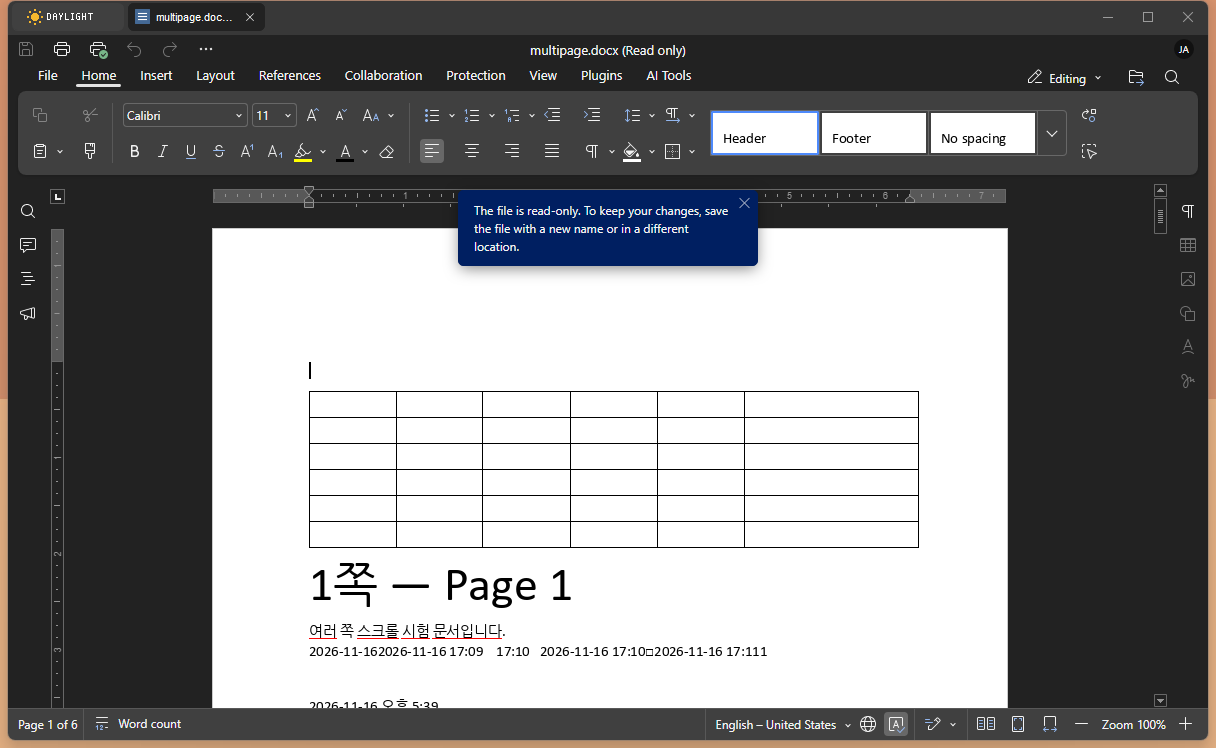 DAYLIGHT
multipage.doc...
multipage.docx (Read only)
JA
File Home Insert Layout References Collaboration Protection View Plugins AI Tools
Editing
Calibri 11
Header Footer No spacing
1 5 6 7
The file is read-only. To keep your changes, save
the file with a new name or in a different
location.
1쪽 — Page 1
여러 쪽 스크롤 시험 문서입니다.
2026-11-162026-11-16 17:09 17:10 2026-11-16 17:10□2026-11-16 17:111
2026-11-16 오후 5:39
Page 1 of 6 Word count English – United States Zoom 100%